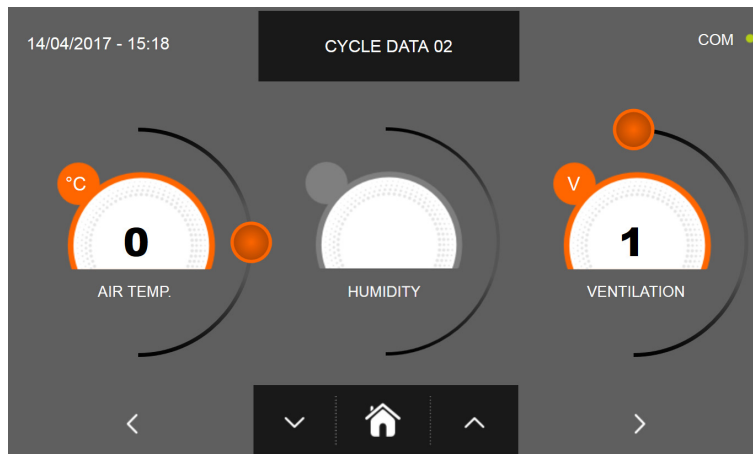 14/04/2017 - 15:18
CYCLE DATA 02
COM
°C
V
0
1
AIR TEMP.
HUMIDITY
VENTILATION